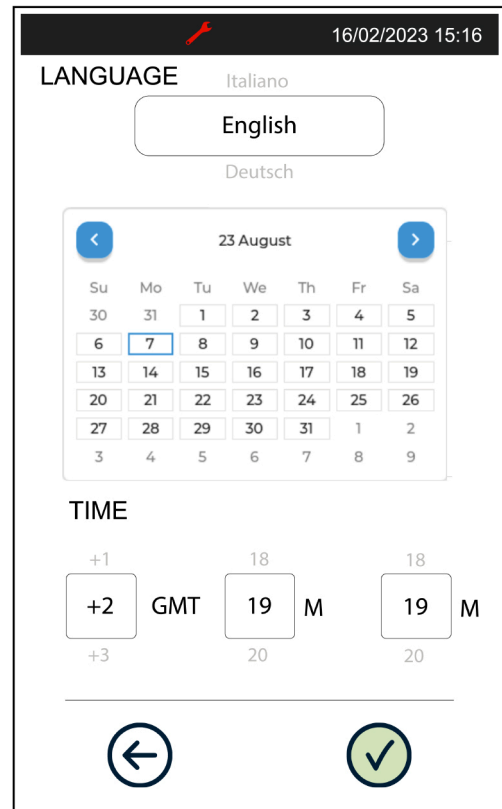 16/02/2023 15:16
LANGUAGE
Italiano
English
Deutsch
23 August
Su Mo Tu We Th Fr Sa
30 31 1 2 3 4 5
6 7 8 9 10 11 12
13 14 15 16 17 18 19
20 21 22 23 24 25 26
27 28 29 30 31 1 2
3 4 5 6 7 8 9
TIME
+1 18 18
+2 GMT 19 M 19 M
+3 20 20